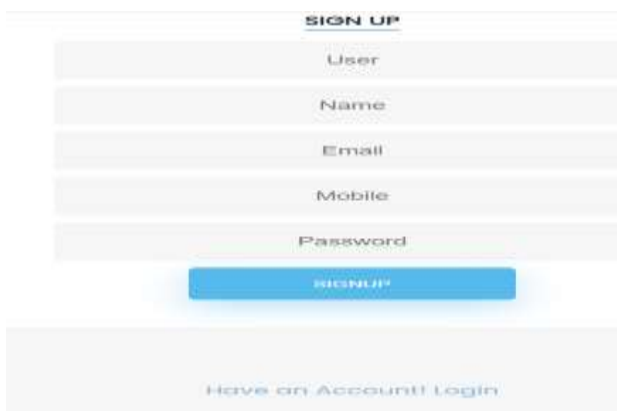 SIGN UP
User
Name
Email
Mobile
Password
SIGNUP
Have an Account! Login